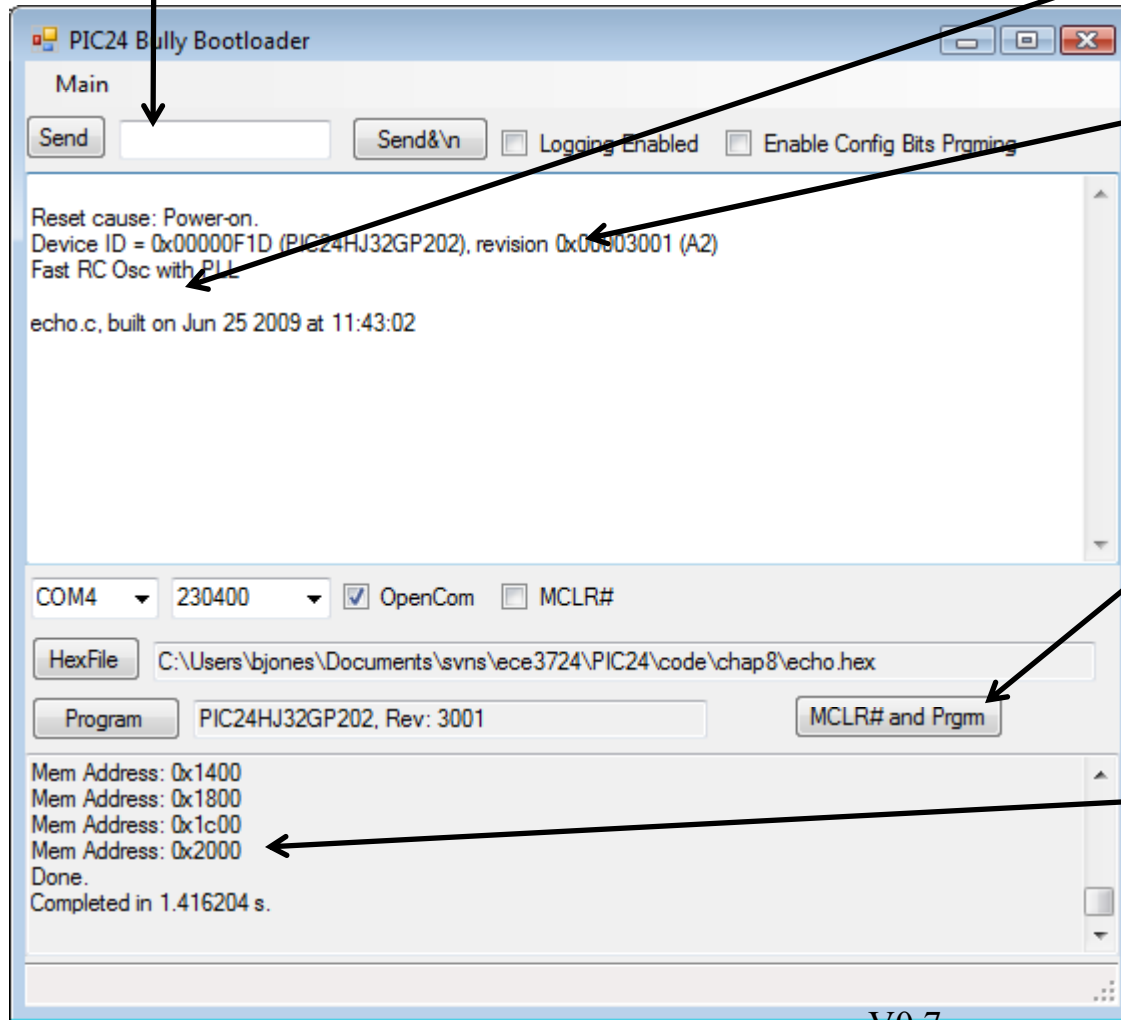 PIC24 Bully Bootloader
Main
Send Send&\n Logging Enabled Enable Config Bits Prgming
Reset cause: Power-on.
Device ID = 0x00000F1D (PIC24HJ32GP202), revision 0x00003001 (A2)
Fast RC Osc with PLL
echo.c, built on Jun 25 2009 at 11:43:02
COM4 230400 OpenCom MCLR#
HexFile C:\Users\bjones\Documents\svns\ece3724\PIC24\code\chap8\echo.hex
Program PIC24HJ32GP202, Rev: 3001 MCLR# and Prgm
Mem Address: 0x1400
Mem Address: 0x1800
Mem Address: 0x1c00
Mem Address: 0x2000
Done.
Completed in 1.416204 s.
V0.7